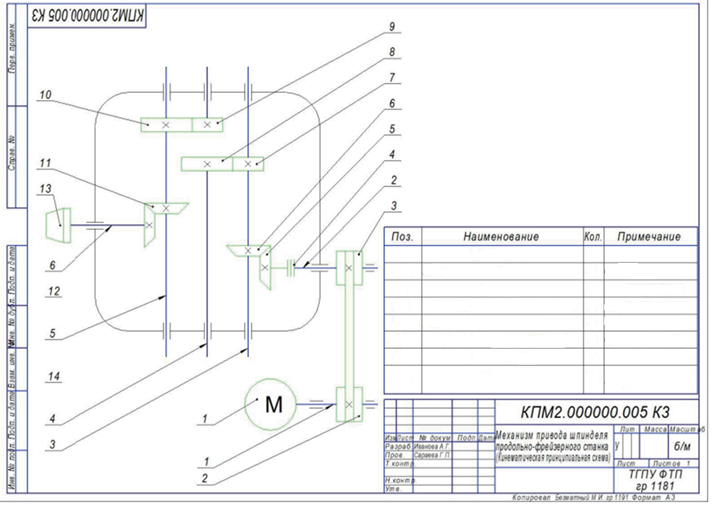 КПМ2.000000.005 КЗ
Перв. примен.
Справ. №
Подп. и дата
Инв. № дубл.
Взам. инв. №
Подп. и дата
Инв. № подл.
9
8
7
6
5
4
2
3
10
11
13
6
12
5
14
4
3
1
1
2
М
Поз. Наименование Кол. Примечание
КПМ2.000000.005 КЗ
Изм Лист № докум Подп Дата
Разраб Иванова А.Г.
Пров Сараева Г.П.
Т.контр.
Н.контр.
Утв.
Механизм привода шпинделя
продольно-фрейзерного станка
(Кинематическая принципиальная схема)
Лит. Масса Масштаб
У б/м
Лист Листов 1
ТГПУ ФТП
гр 1181
Копировал Безматный М.И. гр 1191 Формат А3